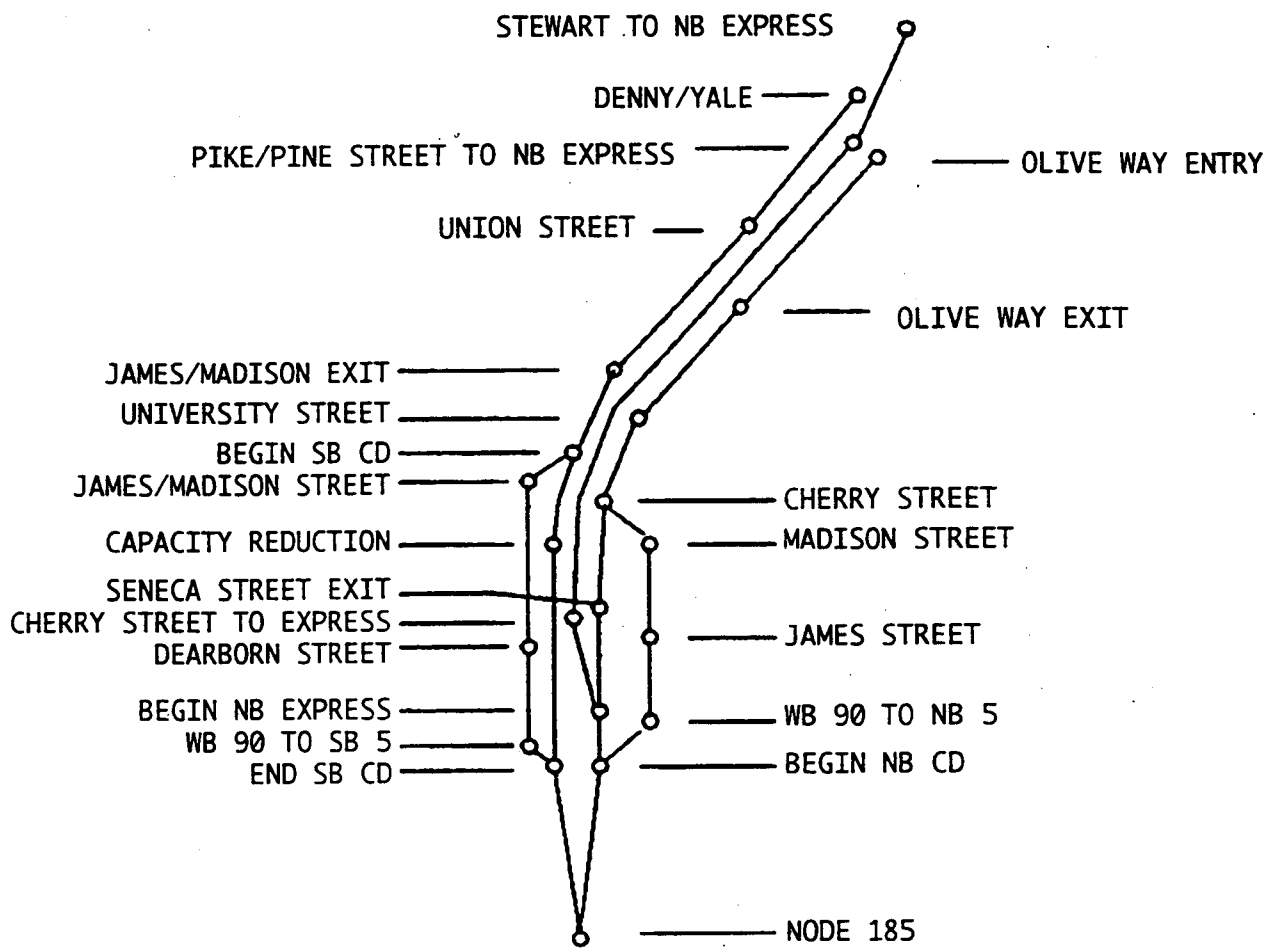 STEWART TO NB EXPRESS
DENNY/YALE
PIKE/PINE STREET TO NB EXPRESS
OLIVE WAY ENTRY
UNION STREET
OLIVE WAY EXIT
JAMES/MADISON EXIT
UNIVERSITY STREET
BEGIN SB CD
JAMES/MADISON STREET
CHERRY STREET
CAPACITY REDUCTION
MADISON STREET
SENECA STREET EXIT
CHERRY STREET TO EXPRESS
JAMES STREET
DEARBORN STREET
BEGIN NB EXPRESS
WB 90 TO NB 5
WB 90 TO SB 5
BEGIN NB CD
END SB CD
NODE 185